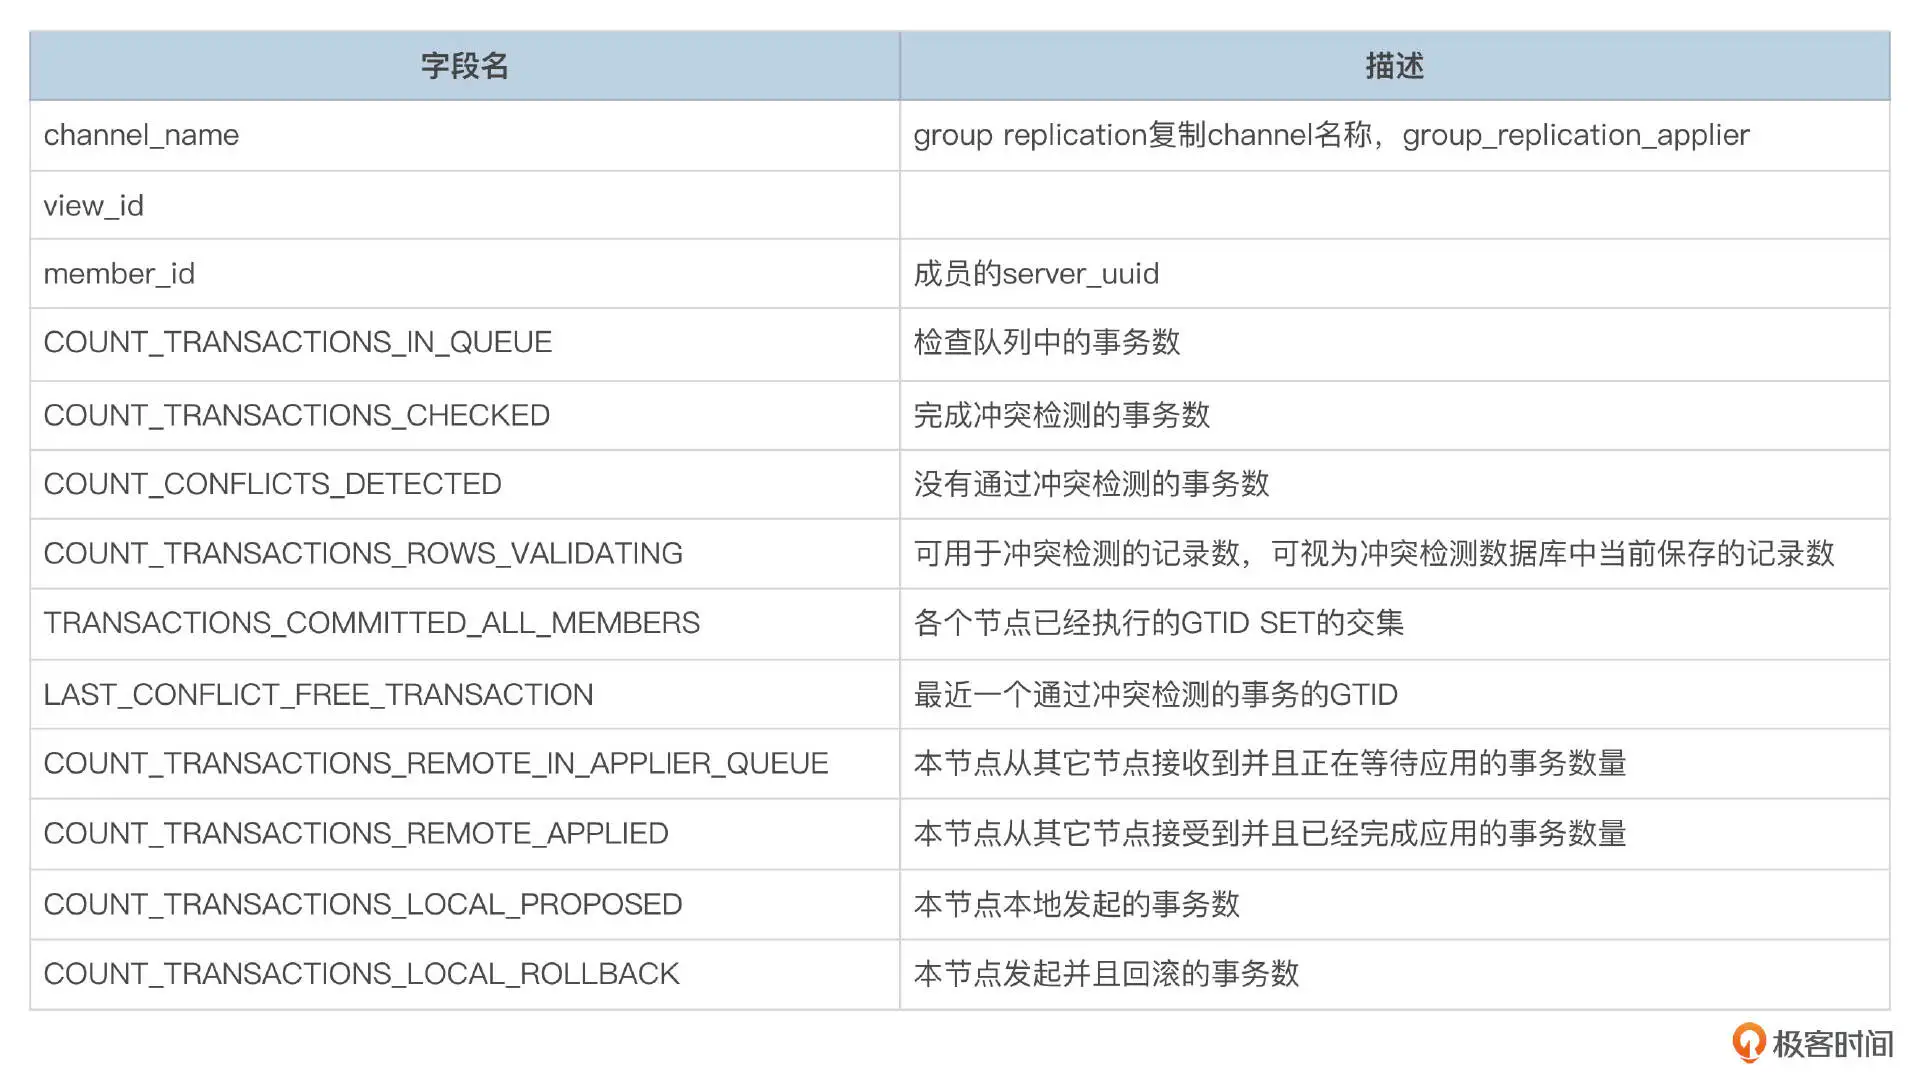 字段名 描述
channel_name group replication复制channel名称，group_replication_applier
view_id
member_id 成员的server_uuid
COUNT_TRANSACTIONS_IN_QUEUE 检查队列中的事务数
COUNT_TRANSACTIONS_CHECKED 完成冲突检测的事务数
COUNT_CONFLICTS_DETECTED 没有通过冲突检测的事务数
COUNT_TRANSACTIONS_ROWS_VALIDATING 可用于冲突检测的记录数，可视为冲突检测数据库中当前保存的记录数
TRANSACTIONS_COMMITTED_ALL_MEMBERS 各个节点已经执行的GTID SET的交集
LAST_CONFLICT_FREE_TRANSACTION 最近一个通过冲突检测的事务的GTID
COUNT_TRANSACTIONS_REMOTE_IN_APPLIER_QUEUE 本节点从其它节点接收到并且正在等待应用的事务数量
COUNT_TRANSACTIONS_REMOTE_APPLIED 本节点从其它节点接受到并且已经完成应用的事务数量
COUNT_TRANSACTIONS_LOCAL_PROPOSED 本节点本地发起的事务数
COUNT_TRANSACTIONS_LOCAL_ROLLBACK 本节点发起并且回滚的事务数
极客时间